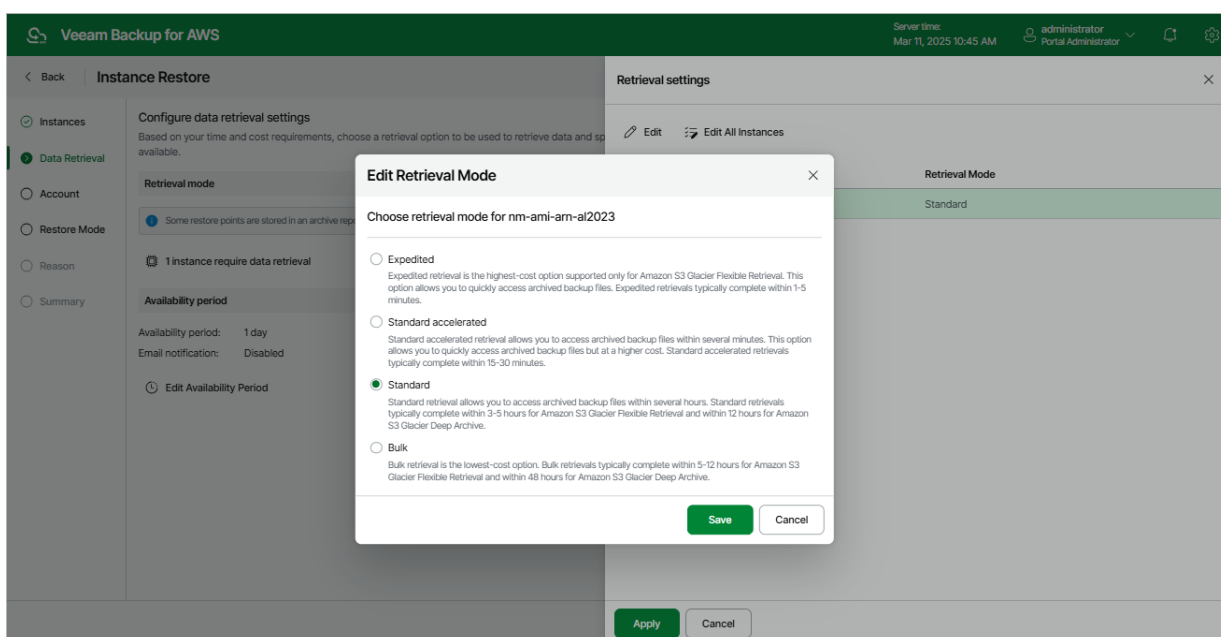 Veeam Backup for AWS
Server time:
Mar 11, 2025 10:45 AM
administrator
Portal Administrator
Back
Instance Restore
Retrieval settings
Instances
Data Retrieval
Account
Restore Mode
Reason
Summary
Configure data retrieval settings
Based on your time and cost requirements, choose a retrieval option to be used to retrieve data and sp
available.
Retrieval mode
Some restore points are stored in an archive repo
1 instance require data retrieval
Availability period
Availability period: 1 day
Email notification: Disabled
Edit Availability Period
Edit
Edit All Instances
Retrieval Mode
Standard
Edit Retrieval Mode
Choose retrieval mode for nm-ami-arn-al2023
Expedited
Expedited retrieval is the highest-cost option supported only for Amazon S3 Glacier Flexible Retrieval. This
option allows you to quickly access archived backup files. Expedited retrievals typically complete within 1-5
minutes.
Standard accelerated
Standard accelerated retrieval allows you to access archived backup files within several minutes. This option
allows you to quickly access archived backup files but at a higher cost. Standard accelerated retrievals
typically complete within 15-30 minutes.
Standard
Standard retrieval allows you to access archived backup files within several hours. Standard retrievals
typically complete within 3-5 hours for Amazon S3 Glacier Flexible Retrieval and within 12 hours for Amazon
S3 Glacier Deep Archive.
Bulk
Bulk retrieval is the lowest-cost option. Bulk retrievals typically complete within 5-12 hours for Amazon S3
Glacier Flexible Retrieval and within 48 hours for Amazon S3 Glacier Deep Archive.
Save
Cancel
Apply
Cancel